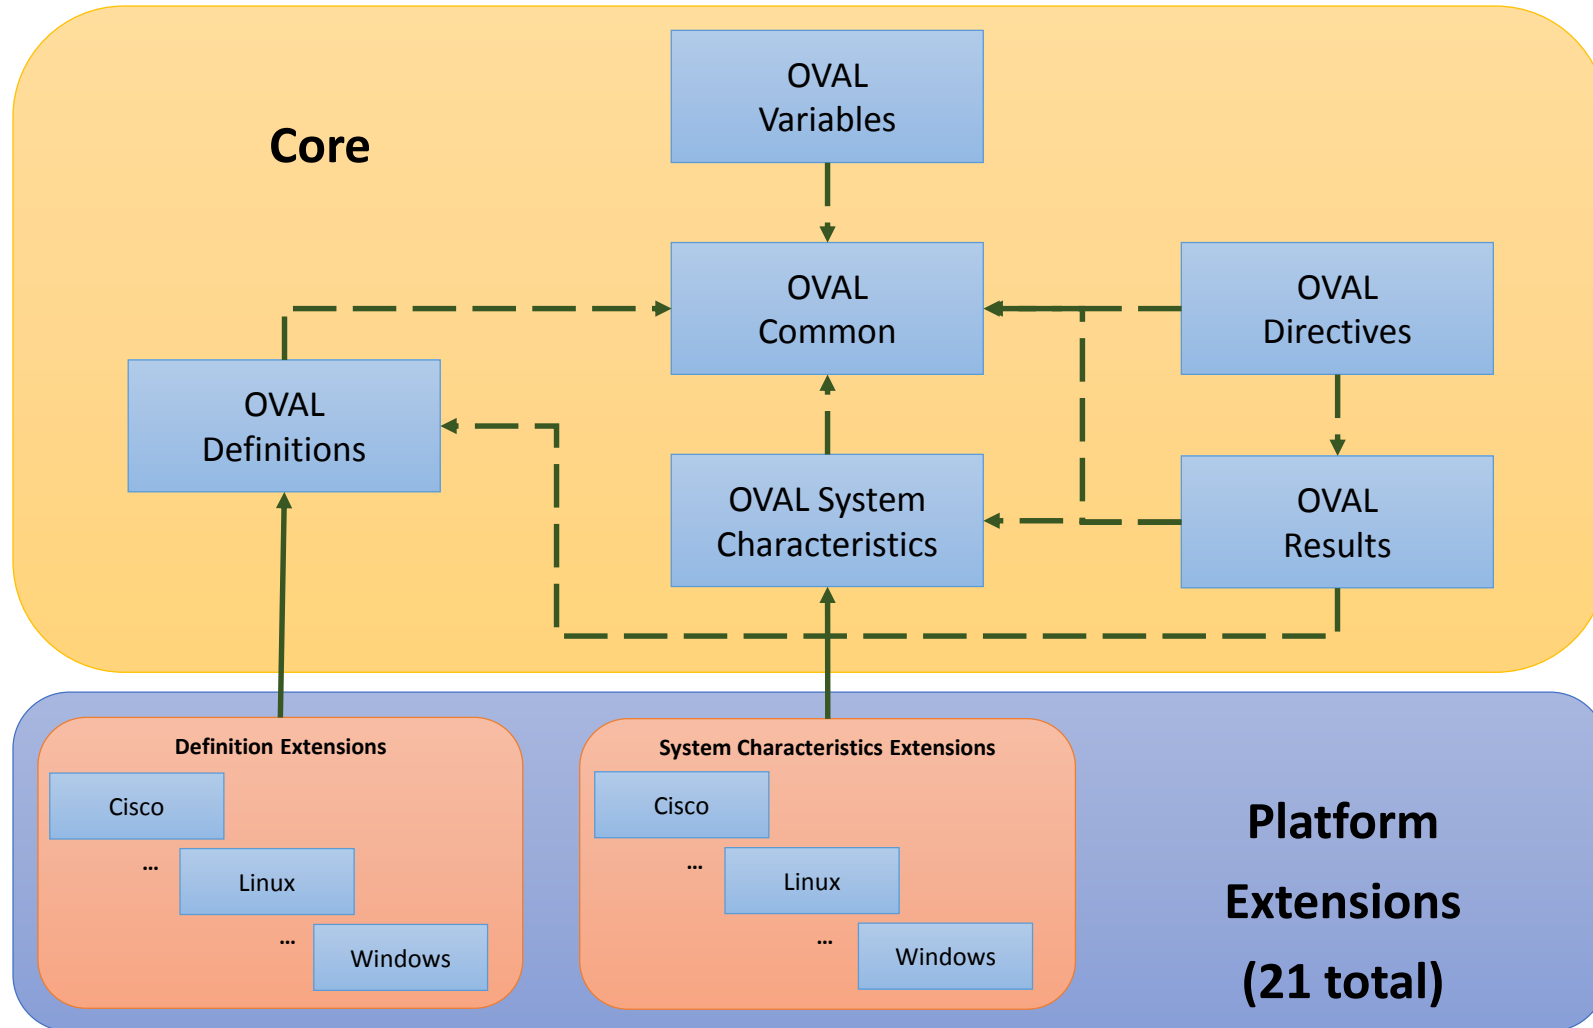 Core
OVAL
Variables
OVAL
Common
OVAL
Directives
OVAL
Definitions
OVAL System
Characteristics
OVAL
Results
Definition Extensions
Cisco
...
Linux
...
Windows
System Characteristics Extensions
Cisco
...
Linux
...
Windows
Platform
Extensions
(21 total)